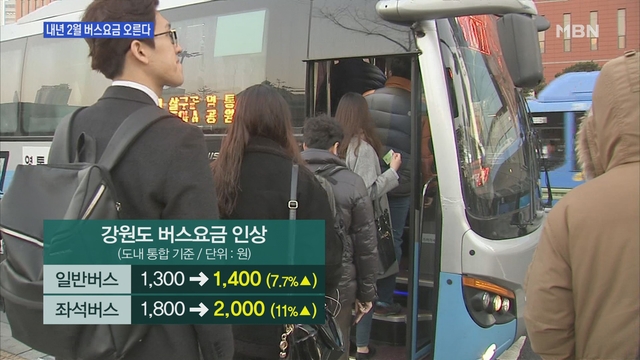 내년 2월 버스요금 오른다
MBN
강원도 버스요금 인상
(도내 통합 기준 / 단위 : 원)
일반버스 1,300 ➔ 1,400 (7.7%▲)
좌석버스 1,800 ➔ 2,000 (11%▲)